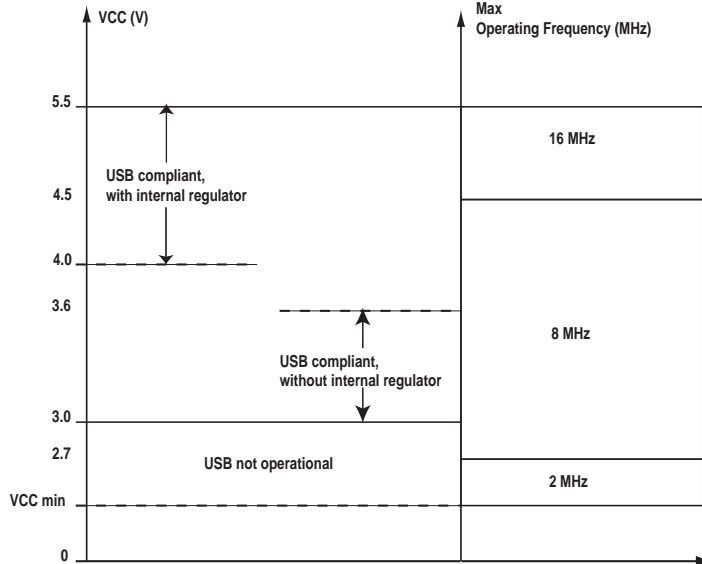 VCC (V)
Max
Operating Frequency (MHz)
5.5
16 MHz
USB compliant,
with internal regulator
4.5
4.0
3.6
8 MHz
USB compliant,
without internal regulator
3.0
2.7
USB not operational
2 MHz
VCC min
0